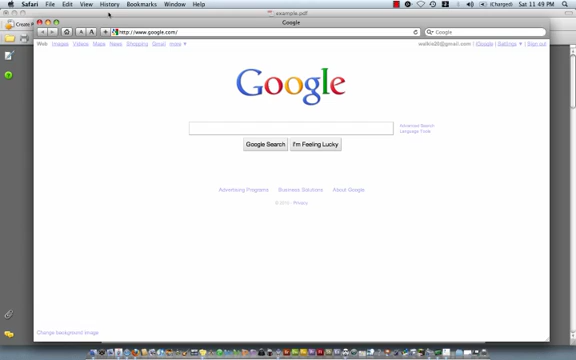 Safari File Edit View History Bookmarks Window Help (Charged) Sat 11:49 PM
example.pdf
Create
Google
A A + http://www.google.com/ Google
Web Images Videos Maps News Shopping Gmail more ▼ iGoogle | Settings ▼ | Sign out
Google
Advanced Search
Language Tools
Google Search I'm Feeling Lucky
Advertising Programs Business Solutions About Google
Privacy
Change background image